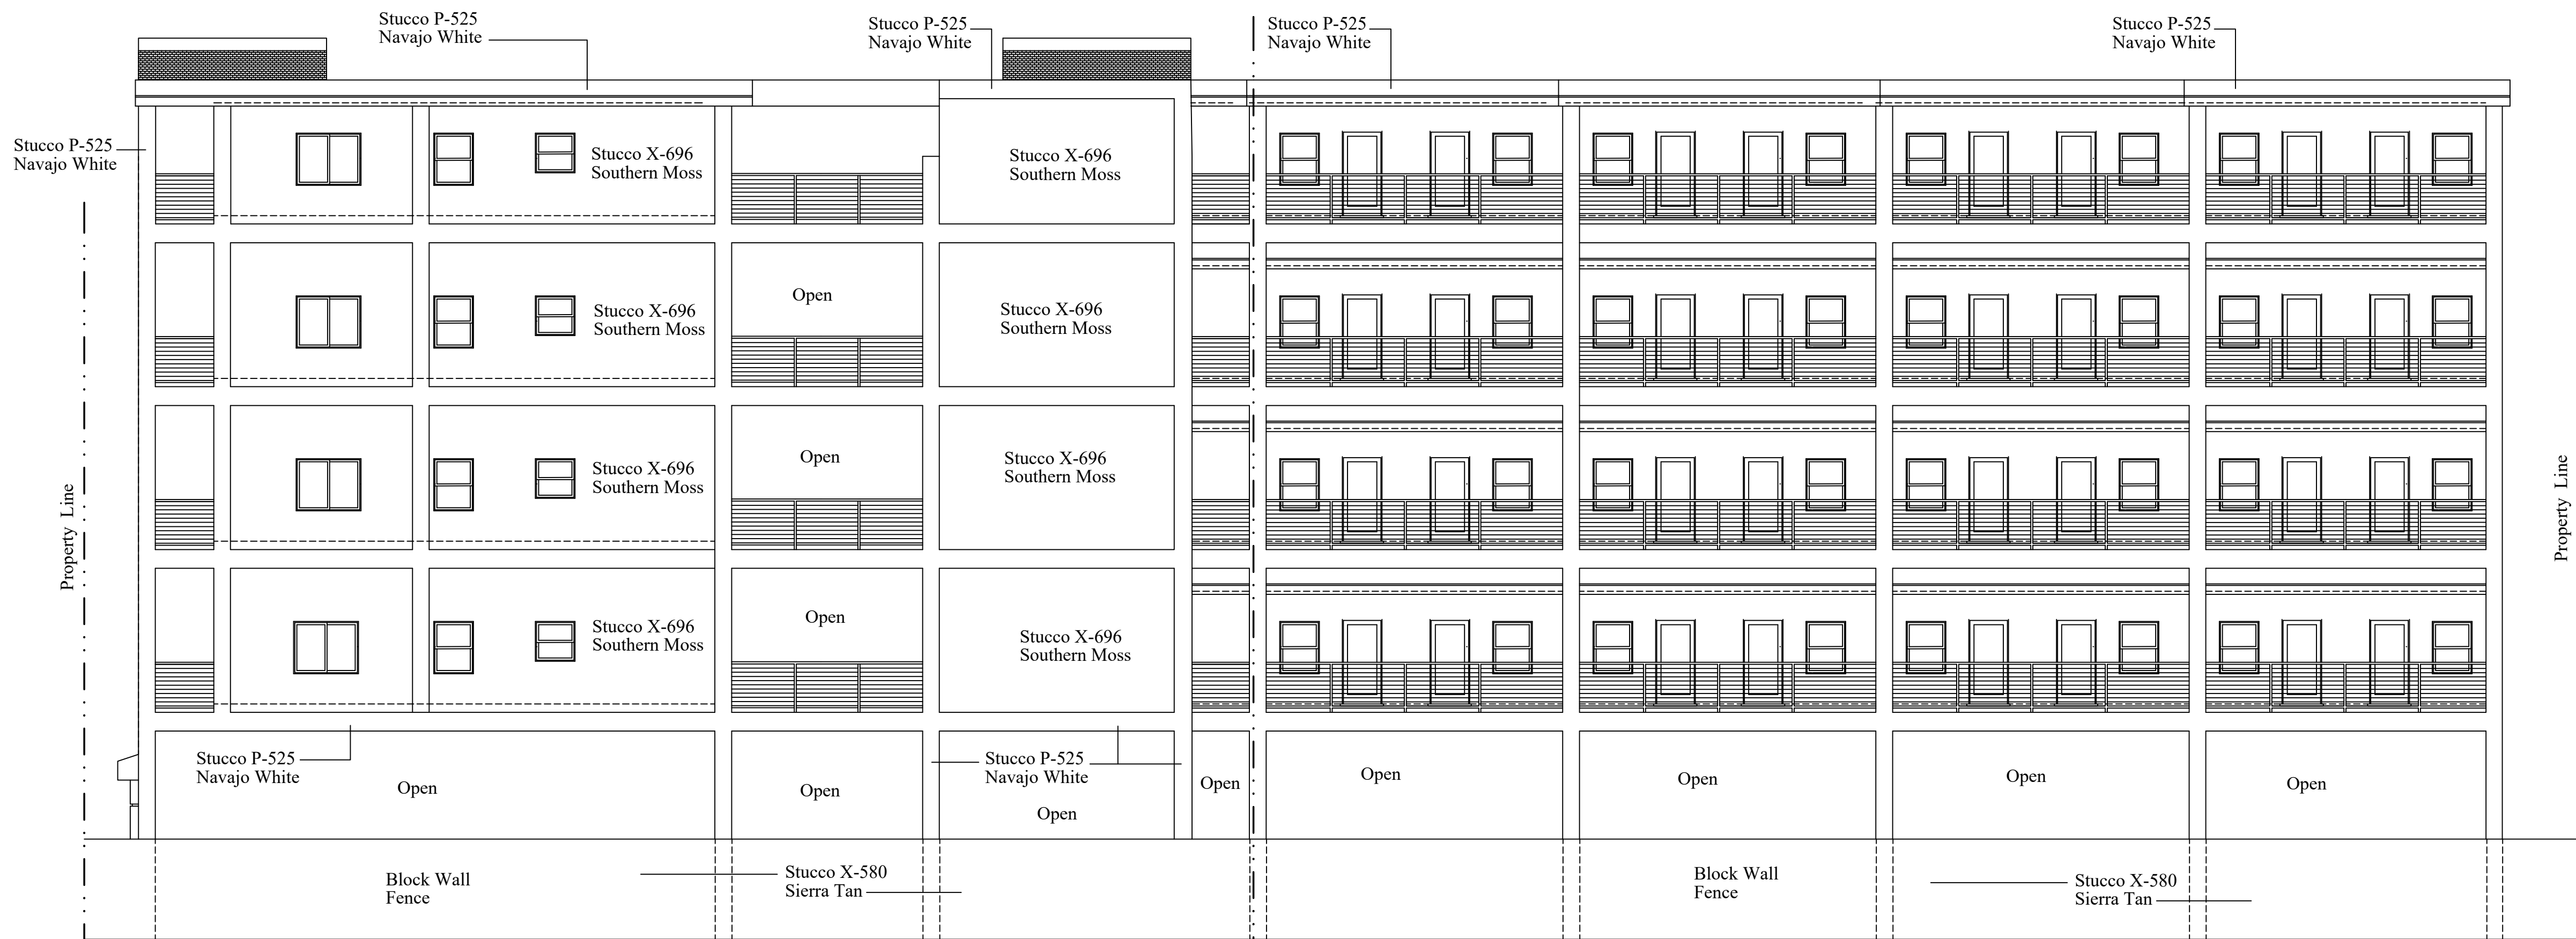 Stucco P-525
Navajo White
Stucco P-525
Navajo White
Stucco P-525
Navajo White
Stucco P-525
Navajo White
Stucco P-525
Navajo White
Stucco X-696
Southern Moss
Stucco X-696
Southern Moss
Stucco X-696
Southern Moss
Open
Stucco X-696
Southern Moss
Stucco X-696
Southern Moss
Open
Stucco X-696
Southern Moss
Property Line
Property Line
Stucco X-696
Southern Moss
Open
Stucco X-696
Southern Moss
Stucco P-525
Navajo White
Open
Open
Stucco P-525
Navajo White
Open
Open
Open
Open
Open
Open
Block Wall
Fence
Stucco X-580
Sierra Tan
Block Wall
Fence
Stucco X-580
Sierra Tan